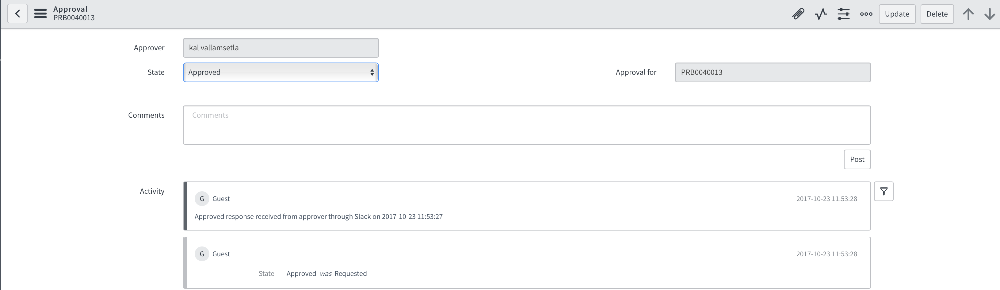 Approval
PRB0040013
Update
Delete
Approver
kal vallamsetla
State
Approved
Approval for
PRB0040013
Comments
Comments
Post
Activity
G Guest
2017-10-23 11:53:28
Approved response received from approver through Slack on 2017-10-23 11:53:27
G Guest
2017-10-23 11:53:28
State Approved was Requested